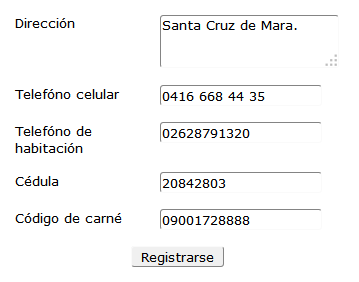 Dirección
Santa Cruz de Mara.
Telefóno celular
0416 668 44 35
Telefóno de
habitación
02628791320
Cédula
20842803
Código de carné
09001728888
Registrarse